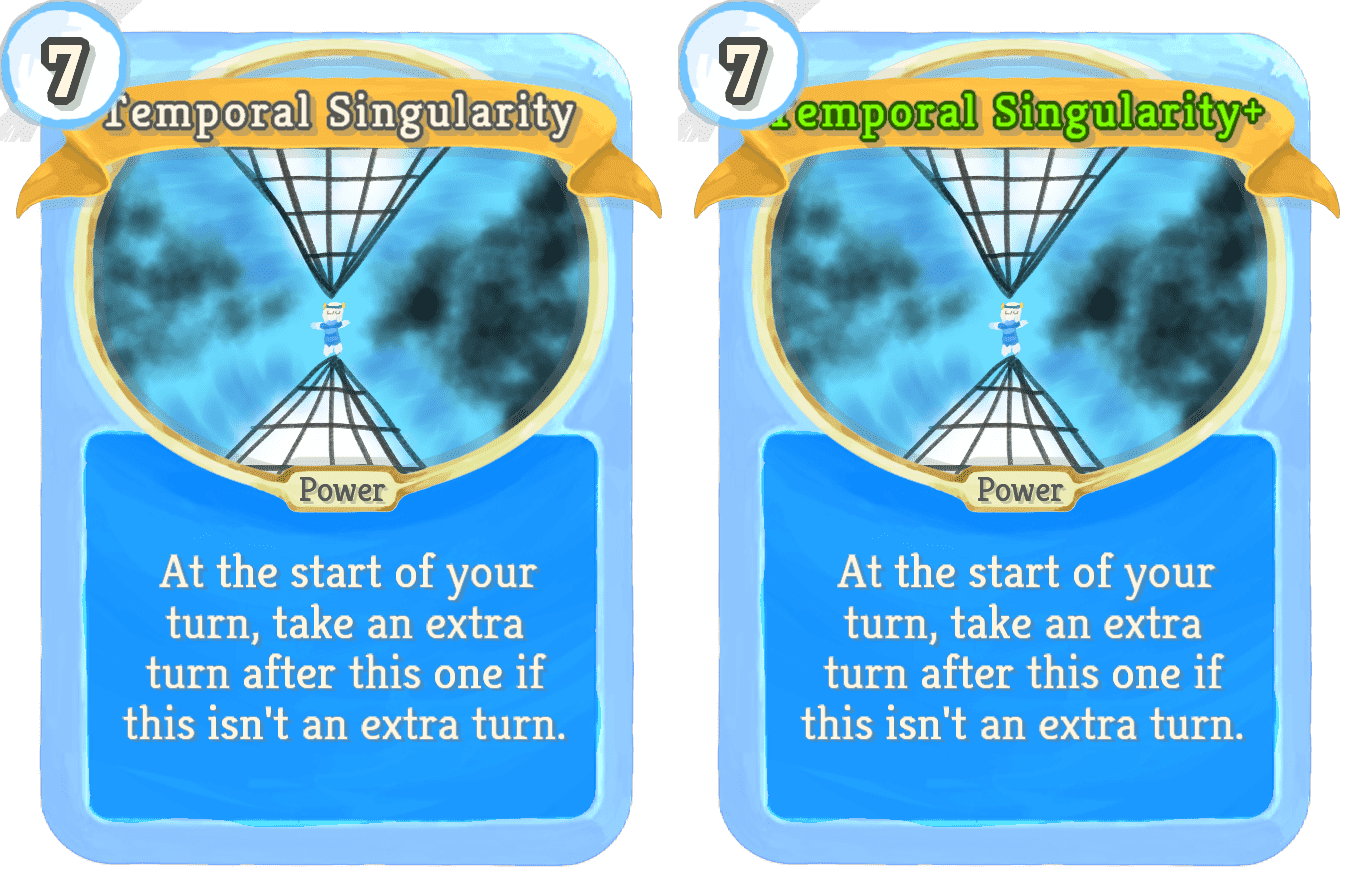 7
Temporal Singularity
Power
At the start of your
turn, take an extra
turn after this one if
this isn't an extra turn.
7
Temporal Singularity+
Power
At the start of your
turn, take an extra
turn after this one if
this isn't an extra turn.